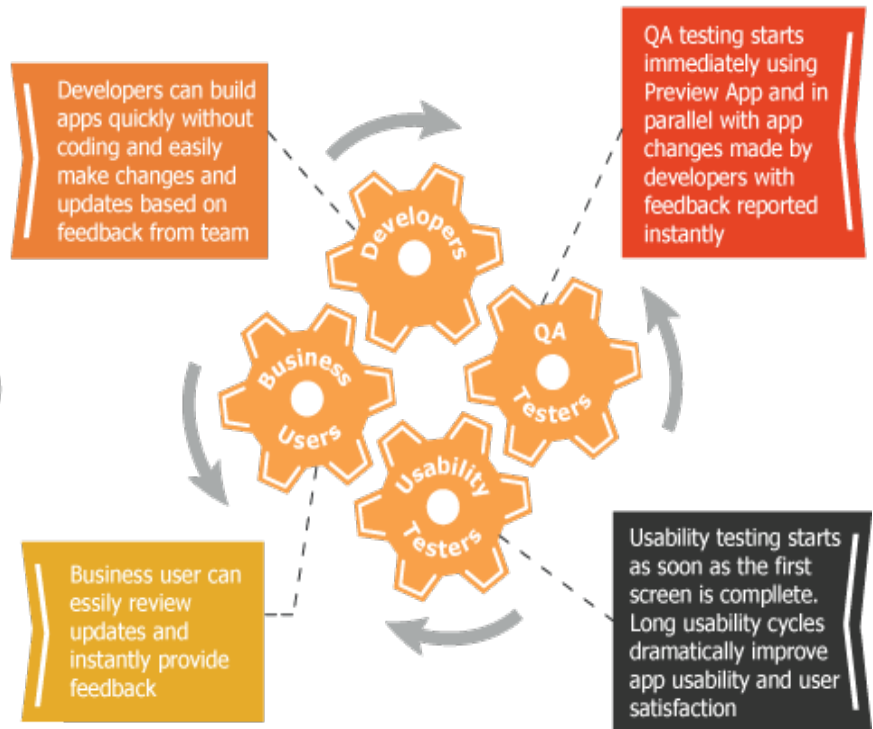 Developers can build
apps quickly without
coding and easily
make changes and
updates based on
feedback from team
QA testing starts
immediately using
Preview App and in
parallel with app
changes made by
developers with
feedback reported
instantly
Developers
QA
Testers
Business
Users
Usability
Testers
Business user can
essily review
updates and
instantly provide
feedback
Usability testing starts
as soon as the first
screen is compllete.
Long usability cycles
dramatically improve
app usability and user
satisfaction